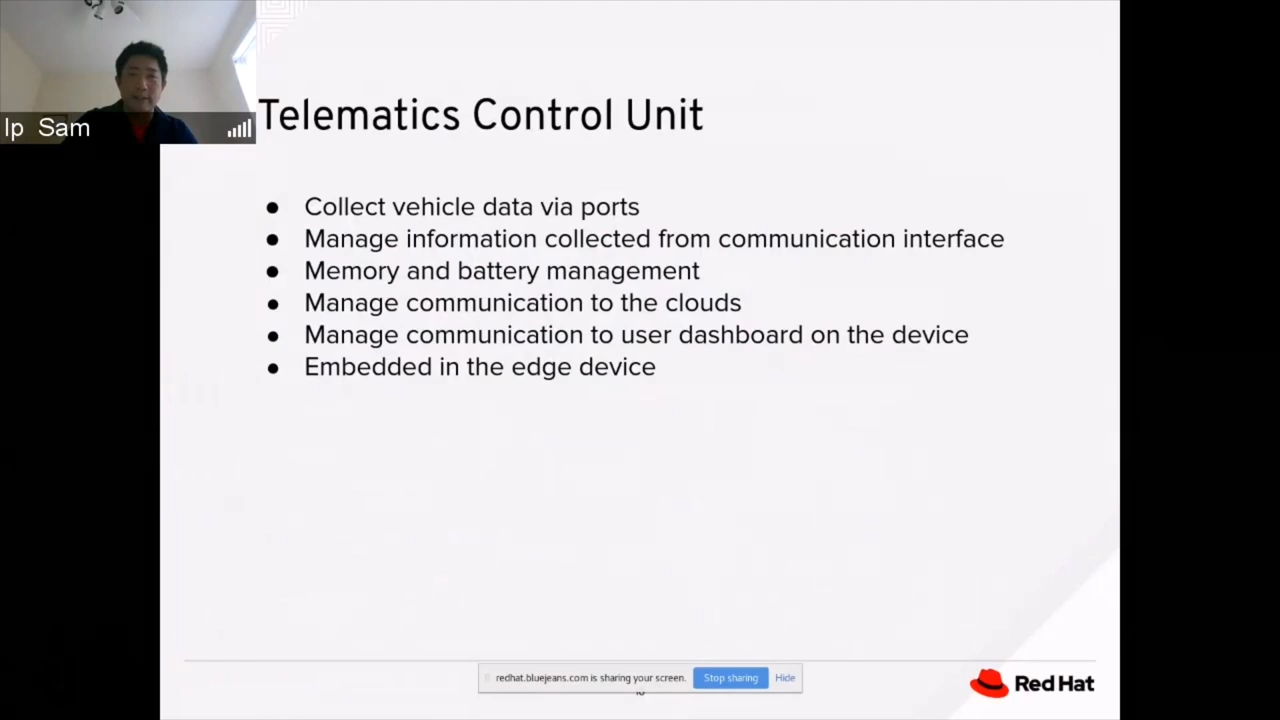 Ip Sam
Telematics Control Unit
● Collect vehicle data via ports
● Manage information collected from communication interface
● Memory and battery management
● Manage communication to the clouds
● Manage communication to user dashboard on the device
● Embedded in the edge device
redhat.bluejeans.com is sharing your screen. Stop sharing Hide
Red Hat